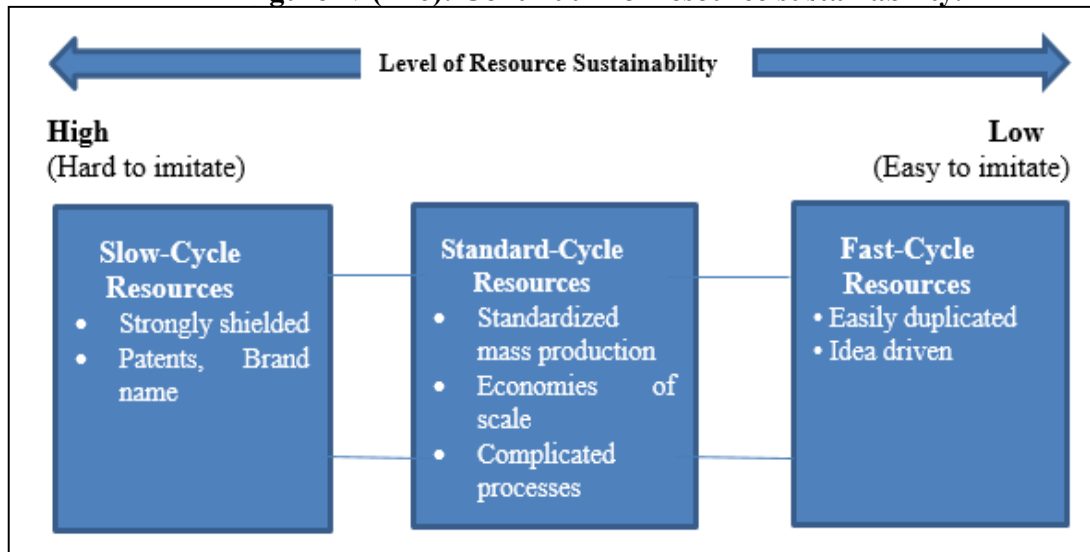 Level of Resource Sustainability
High
(Hard to imitate)
Low
(Easy to imitate)
Slow-Cycle
Resources
• Strongly shielded
• Patents, Brand
name
Standard-Cycle
Resources
• Standardized
mass production
• Economies of
scale
• Complicated
processes
Fast-Cycle
Resources
• Easily duplicated
• Idea driven